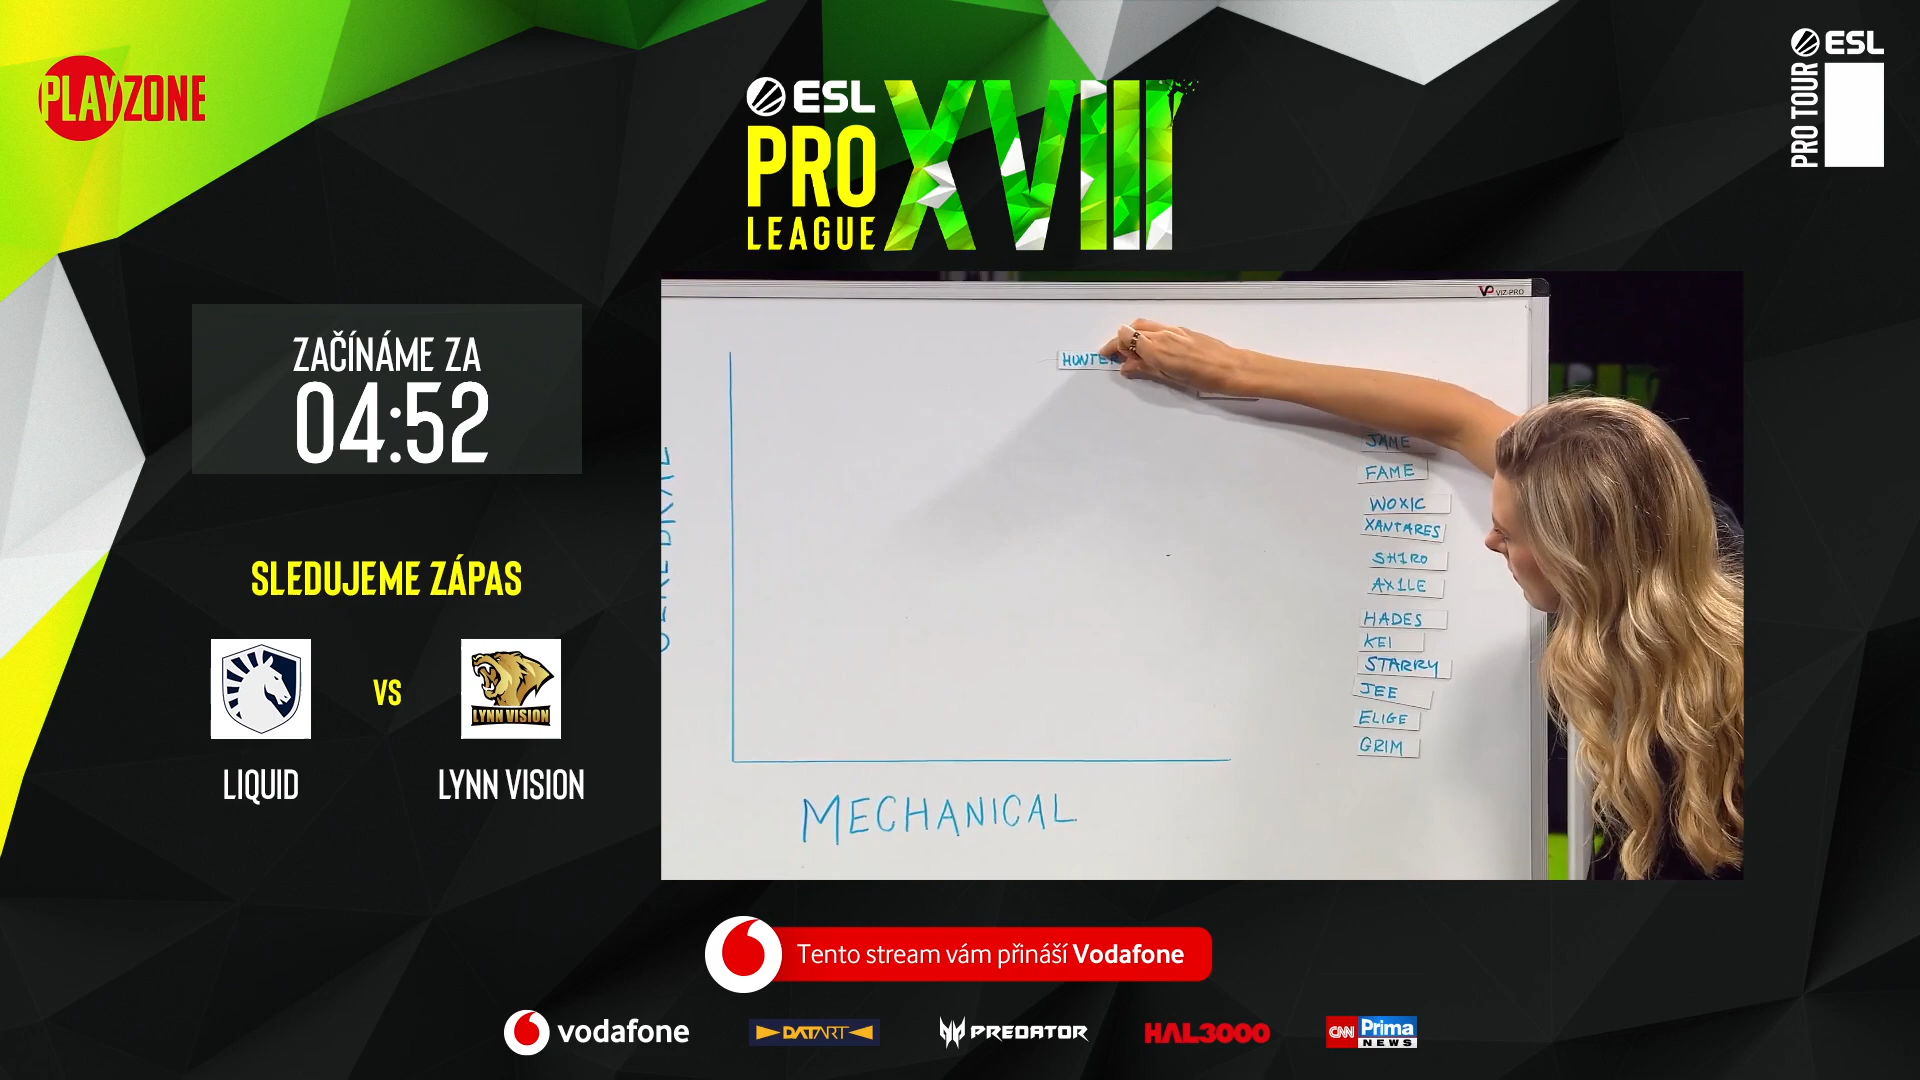 PLAYZONE
ESL
PRO
LEAGUE
XVIII
ESL
PRO TOUR
ZAČÍNÁME ZA
04:52
SLEDUJEME ZÁPAS
VS
LYNN VISION
LIQUID
LYNN VISION
VP VIZ-PRO
HUNTER
JAME
FAME
WOXIC
XANTARES
SH1RO
AX1LE
HADES
KEI
STARRY
JEE
ELIGE
GRIM
MECHANICAL
Tento stream vám přináší Vodafone
vodafone
DATART
PREDATOR
HAL3000
CNN Prima
NEWS